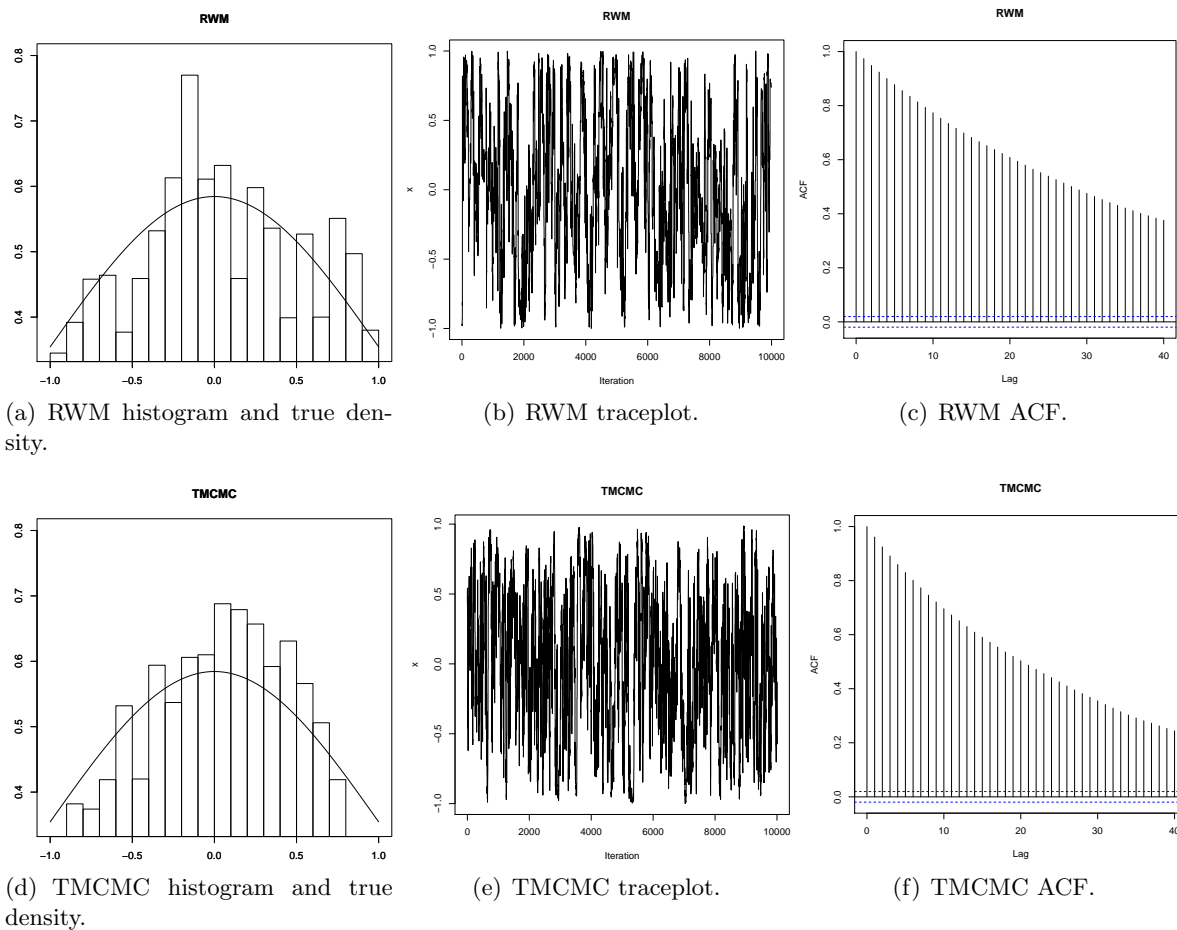 RWM
0.8
0.7
0.6
0.5
0.4
−1.0 −0.5 0.0 0.5 1.0
(a) RWM histogram and true den-
sity.
RWM
x
1.0
0.5
0.0
−0.5
−1.0
0 2000 4000 6000 8000 10000
Iteration
(b) RWM traceplot.
RWM
ACF
1.0
0.8
0.6
0.4
0.2
0.0
0 10 20 30 40
Lag
(c) RWM ACF.
TMCMC
0.8
0.7
0.6
0.5
0.4
−1.0 −0.5 0.0 0.5 1.0
(d) TMCMC histogram and true
density.
TMCMC
x
1.0
0.5
0.0
−0.5
−1.0
0 2000 4000 6000 8000 10000
Iteration
(e) TMCMC traceplot.
TMCMC
ACF
1.0
0.8
0.6
0.4
0.2
0.0
0 10 20 30 40
Lag
(f) TMCMC ACF.